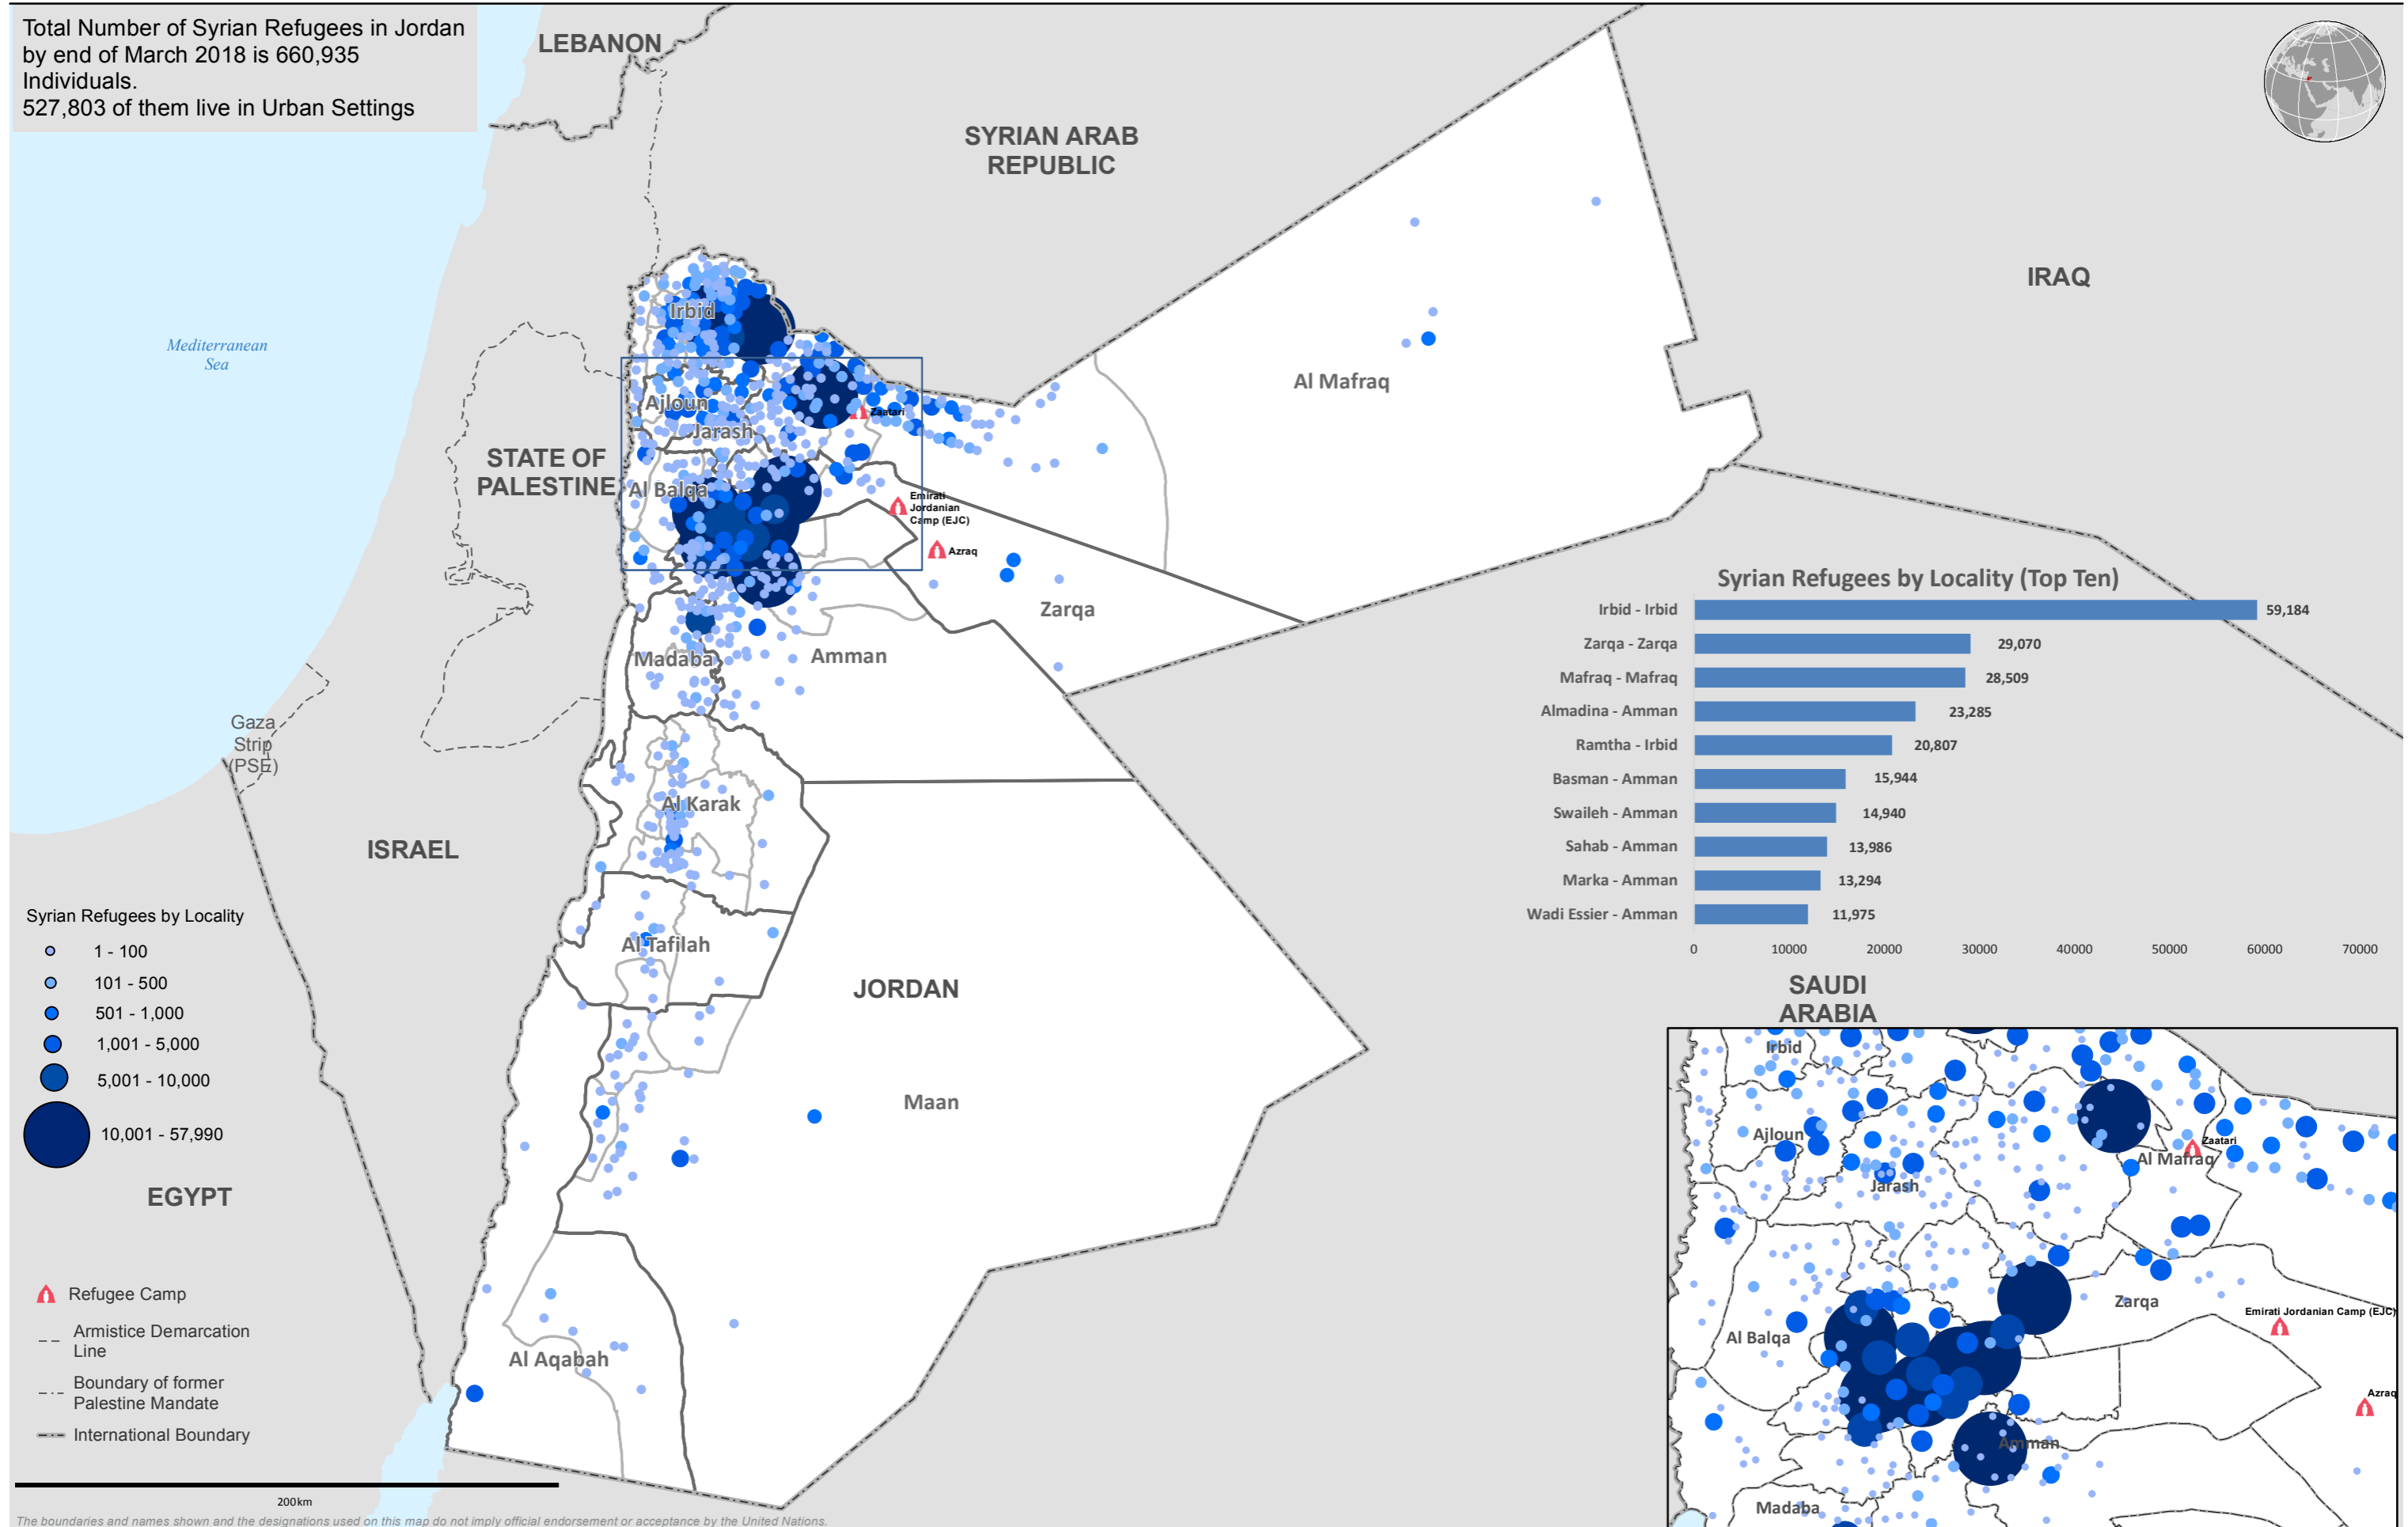 Total Number of Syrian Refugees in Jordan
by end of March 2018 is 660,935
Individuals.
527,803 of them live in Urban Settings
LEBANON
SYRIAN ARAB
REPUBLIC
IRAQ
Mediterranean
Sea
Irbid
Al Mafraq
Ajloun
Zaatari
Jarash
STATE OF
PALESTINE
Al Balqa
Emirati
Jordanian
Camp (EJC)
Azraq
Zarqa
Madaba
Amman
Gaza
Strip
(PSE)
Al Karak
ISRAEL
Al Tafilah
JORDAN
Maan
EGYPT
Al Aqabah
SAUDI
ARABIA
Syrian Refugees by Locality (Top Ten)
Irbid - Irbid 59,184
Zarqa - Zarqa 29,070
Mafraq - Mafraq 28,509
Almadina - Amman 23,285
Ramtha - Irbid 20,807
Basman - Amman 15,944
Swaileh - Amman 14,940
Sahab - Amman 13,986
Marka - Amman 13,294
Wadi Essier - Amman 11,975
0 10000 20000 30000 40000 50000 60000 70000
Syrian Refugees by Locality
1 - 100
101 - 500
501 - 1,000
1,001 - 5,000
5,001 - 10,000
10,001 - 57,990
Refugee Camp
Armistice Demarcation
Line
Boundary of former
Palestine Mandate
International Boundary
200km
Irbid
Ajloun
Zaatari
Al Mafraq
Jarash
Zarqa
Emirati Jordanian Camp (EJC)
Al Balqa
Azraq
Amman
Madaba
The boundaries and names shown and the designations used on this map do not imply official endorsement or acceptance by the United Nations.